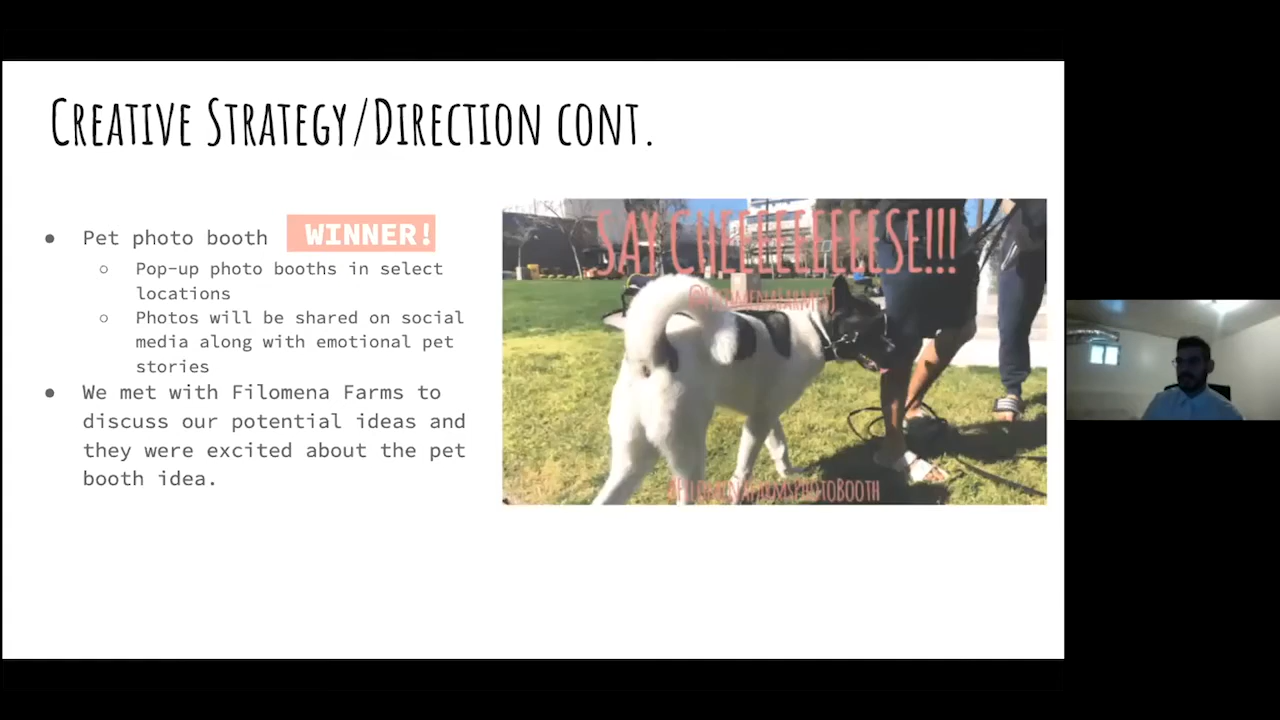 CREATIVE STRATEGY/DIRECTION CONT.
Pet photo booth WINNER!
Pop-up photo booths in select
locations
Photos will be shared on social
media along with emotional pet
stories
We met with Filomena Farms to
discuss our potential ideas and
they were excited about the pet
booth idea.
SAY CHEEEEEEEEESE!!!
#FILOMENAFARMSPHOTOBOOTH